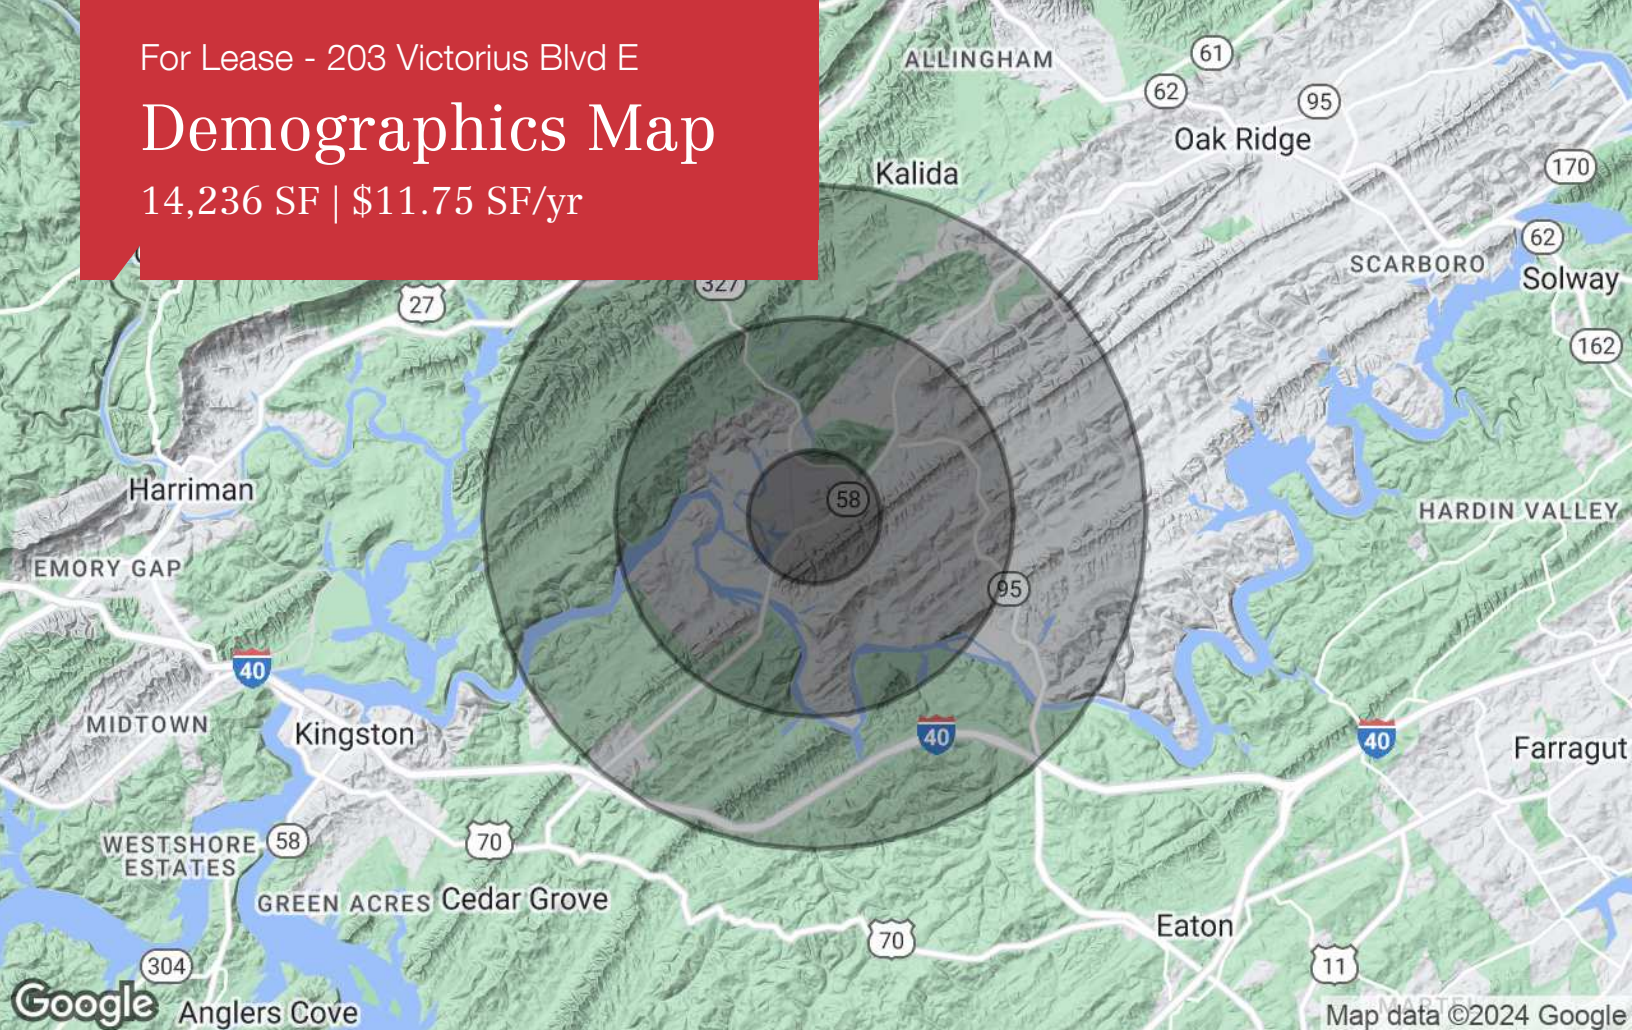 For Lease - 203 Victorius Blvd E
Demographics Map
14,236 SF | $11.75 SF/yr
ALLINGHAM
61
62
95
Oak Ridge
170
Kalida
62
SCARBORO
Solway
327
27
162
Harriman
58
HARDIN VALLEY
EMORY GAP
95
40
MIDTOWN
Kingston
40
40
Farragut
WESTSHORE
ESTATES
58
70
GREEN ACRES
Cedar Grove
Eaton
70
304
11
Google
Anglers Cove
Map data ©2024 Google